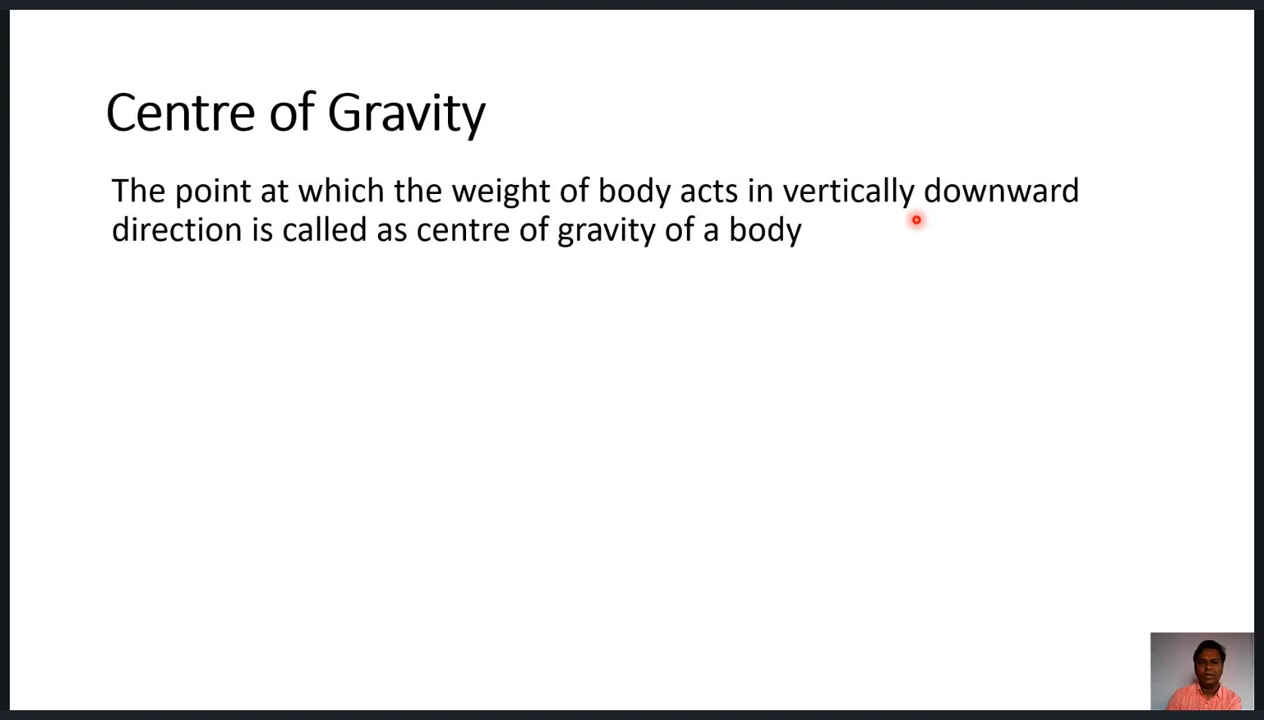 Centre of Gravity
The point at which the weight of body acts in vertically downward
direction is called as centre of gravity of a body